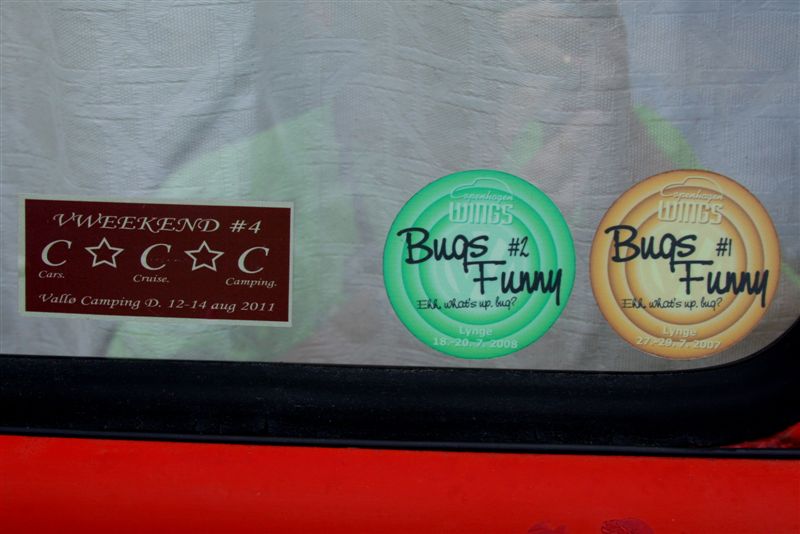 VWEEKEND #4
C ☆ C ☆ C
Cars. Cruise. Camping.
Vallø Camping D. 12-14 aug 2011
Copenhagen
WINGS
Bugs #2
Funny
Ehh, what's up, bug?
Lynge
18.-20. 7. 2008
Copenhagen
WINGS
Bugs #1
Funny
Ehh, what's up, bug?
Lynge
27.-29. 7. 2007